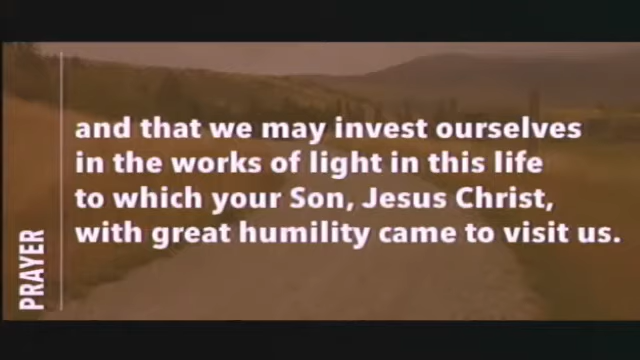 and that we may invest ourselves
in the works of light in this life
to which your Son, Jesus Christ,
with great humility came to visit us.
PRAYER